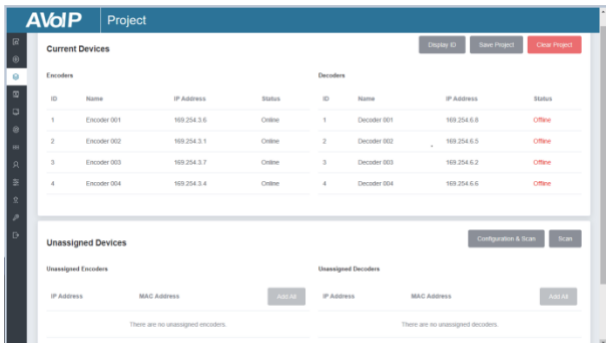 AVoIP Project
Current Devices
Display ID Save Project Clear Project
Encoders Decoders
ID Name IP Address Status ID Name IP Address Status
1 Encoder 001 169.254.3.6 Online 1 Decoder 001 169.254.6.8 Offline
2 Encoder 002 169.254.3.1 Online 2 Decoder 002 169.254.6.5 Offline
3 Encoder 003 169.254.3.7 Online 3 Decoder 003 169.254.6.2 Offline
4 Encoder 004 169.254.3.4 Online 4 Decoder 004 169.254.6.6 Offline
Unassigned Devices
Configuration & Scan Scan
Unassigned Encoders Unassigned Decoders
IP Address MAC Address Add All IP Address MAC Address Add All
There are no unassigned encoders. There are no unassigned decoders.